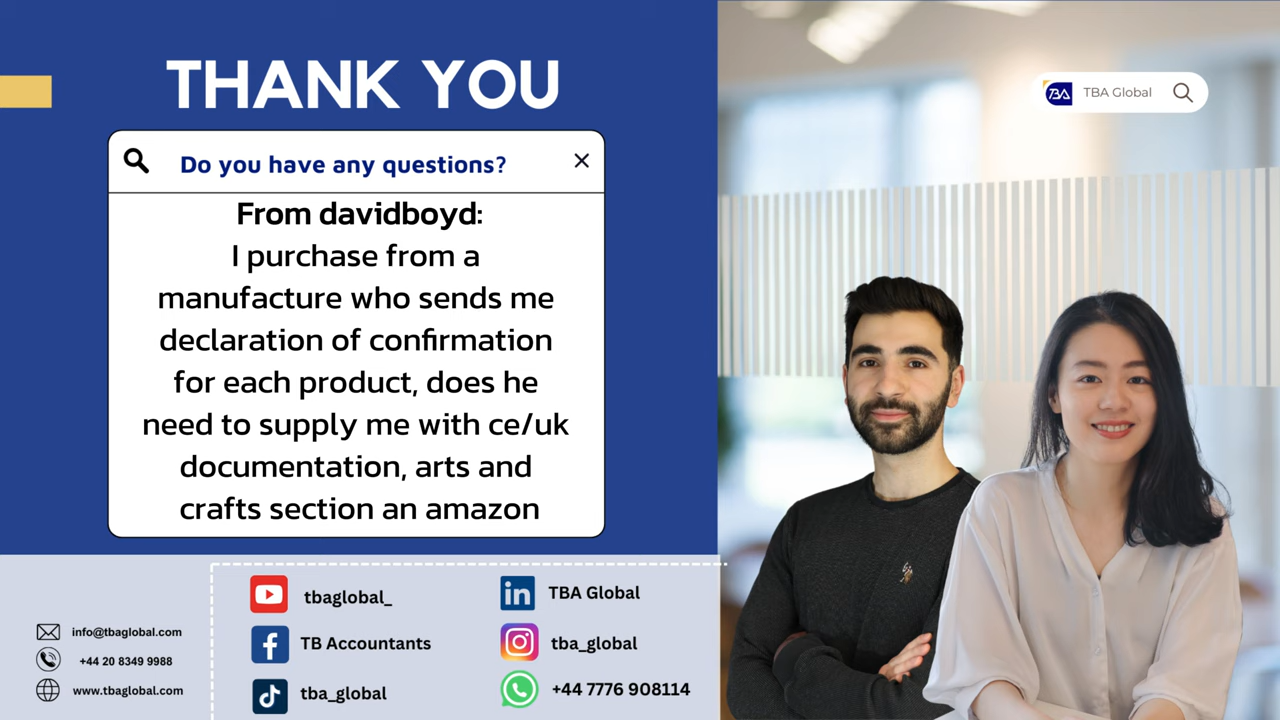 THANK YOU
Do you have any questions?
From davidboyd:
I purchase from a
manufacture who sends me
declaration of confirmation
for each product, does he
need to supply me with ce/uk
documentation, arts and
crafts section an amazon
TBA TBA Global
info@tbaglobal.com
+44 20 8349 9988
www.tbaglobal.com
tbaglobal_
TB Accountants
tba_global
TBA Global
tba_global
+44 7776 908114